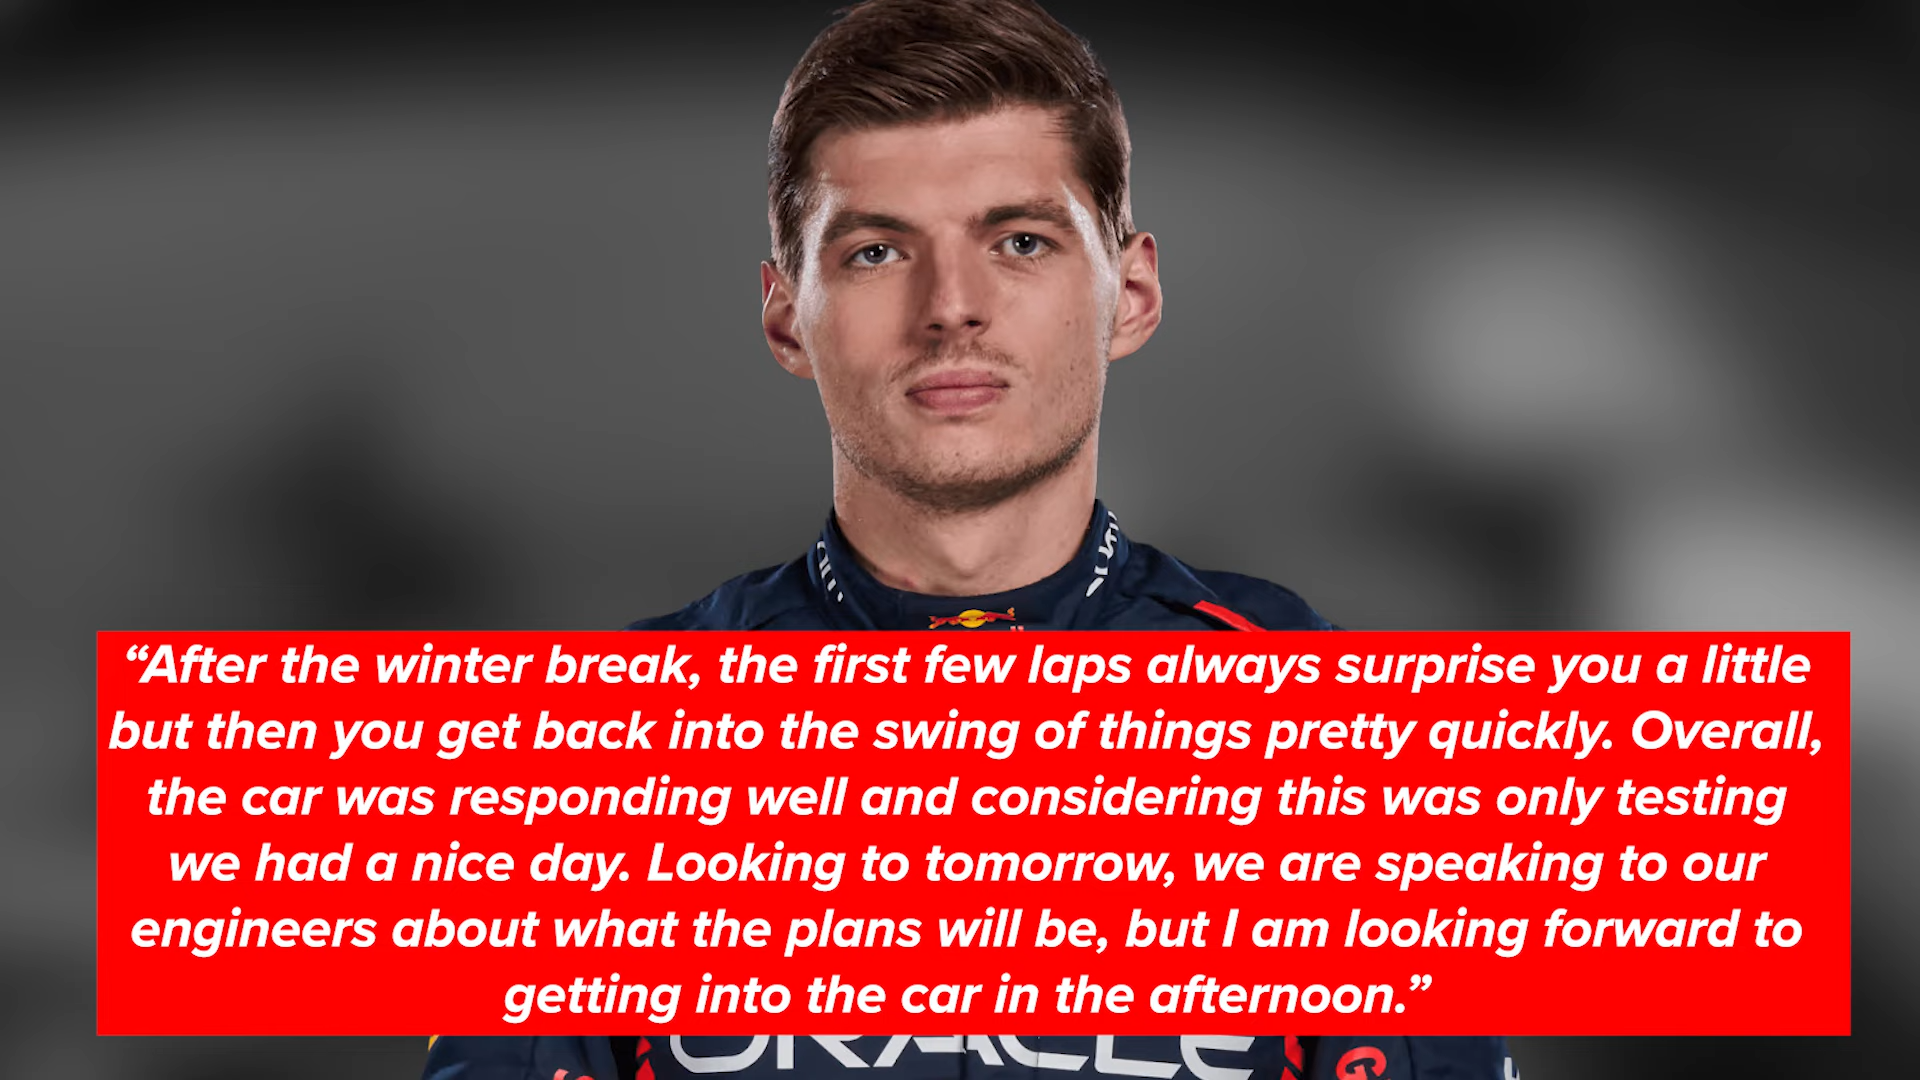 “After the winter break, the first few laps always surprise you a little
but then you get back into the swing of things pretty quickly. Overall,
the car was responding well and considering this was only testing
we had a nice day. Looking to tomorrow, we are speaking to our
engineers about what the plans will be, but I am looking forward to
getting into the car in the afternoon.”
ORACLE